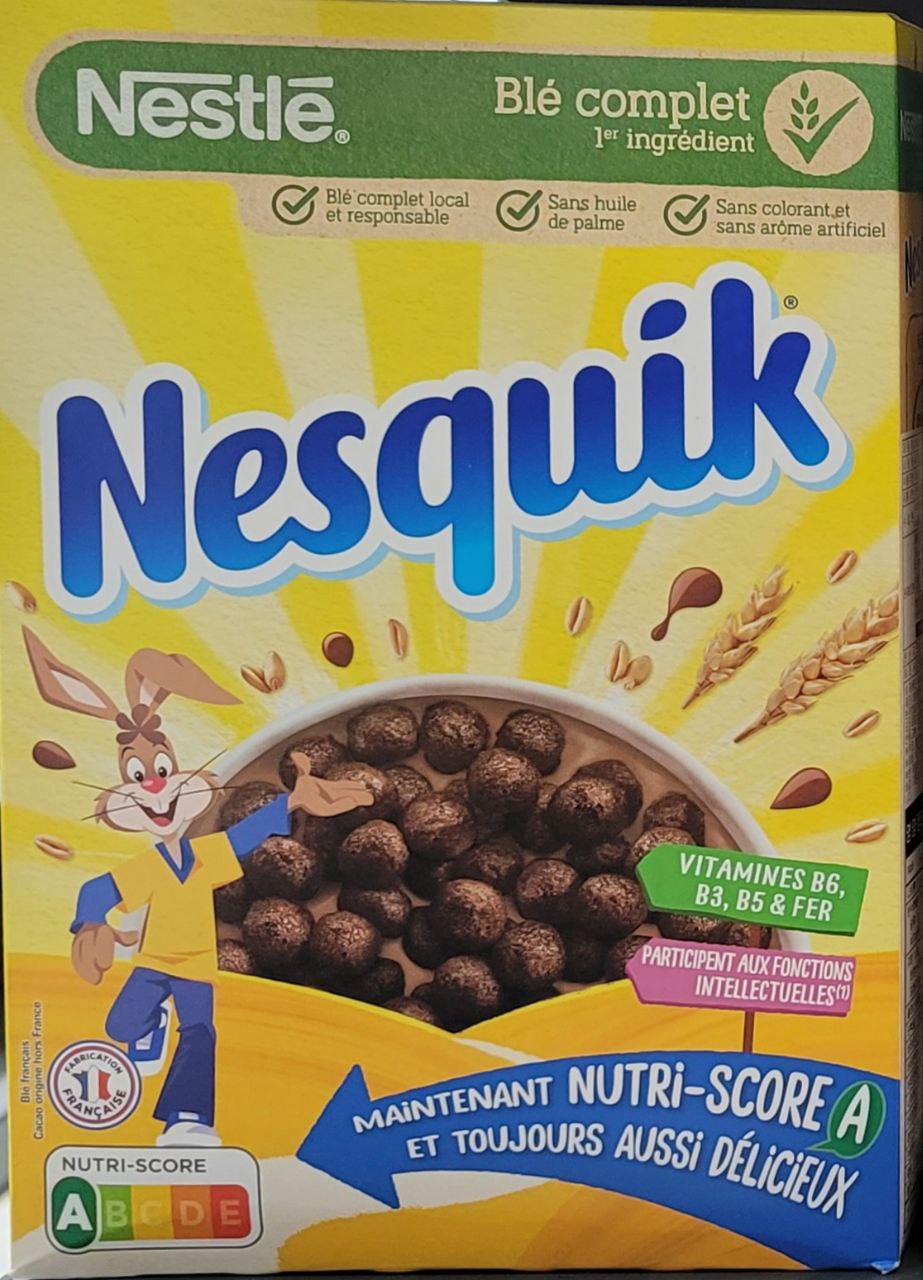 Nestlé®
Blé complet
1er ingrédient
Blé complet local
et responsable
Sans huile
de palme
Sans colorant et
sans arôme artificiel
Nesquik®
VITAMINES B6,
B3, B5 & FER
PARTICIPENT AUX FONCTIONS
INTELLECTUELLES(1)
Blé français
Cacao origine hors France
FABRICATION
FRANÇAISE
MAINTENANT NUTRI-SCORE A
ET TOUJOURS AUSSI DÉLICIEUX
NUTRI-SCORE
A B C D E